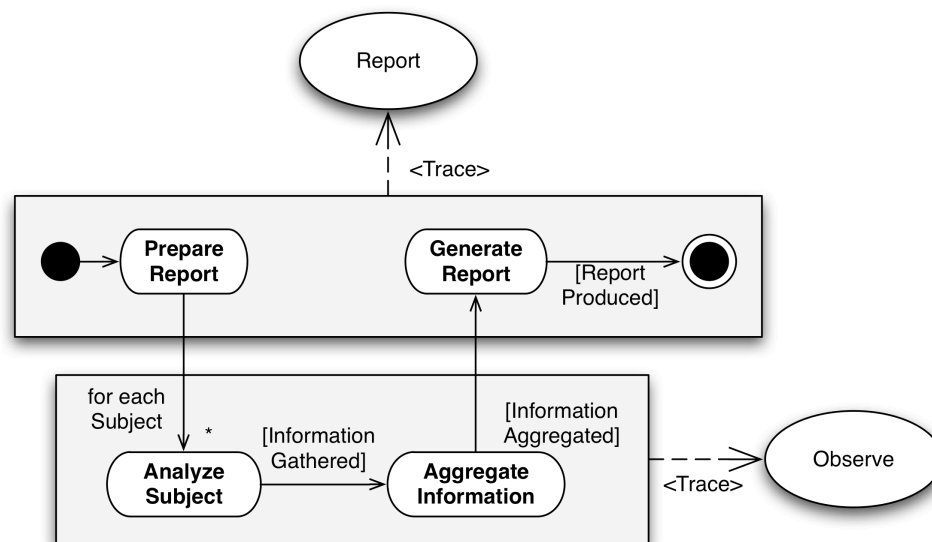 Report
<Trace>
Prepare
Report
Generate
Report
[Report
Produced]
for each
Subject
*
[Information
Gathered]
[Information
Aggregated]
Analyze
Subject
Aggregate
Information
Observe
<Trace>